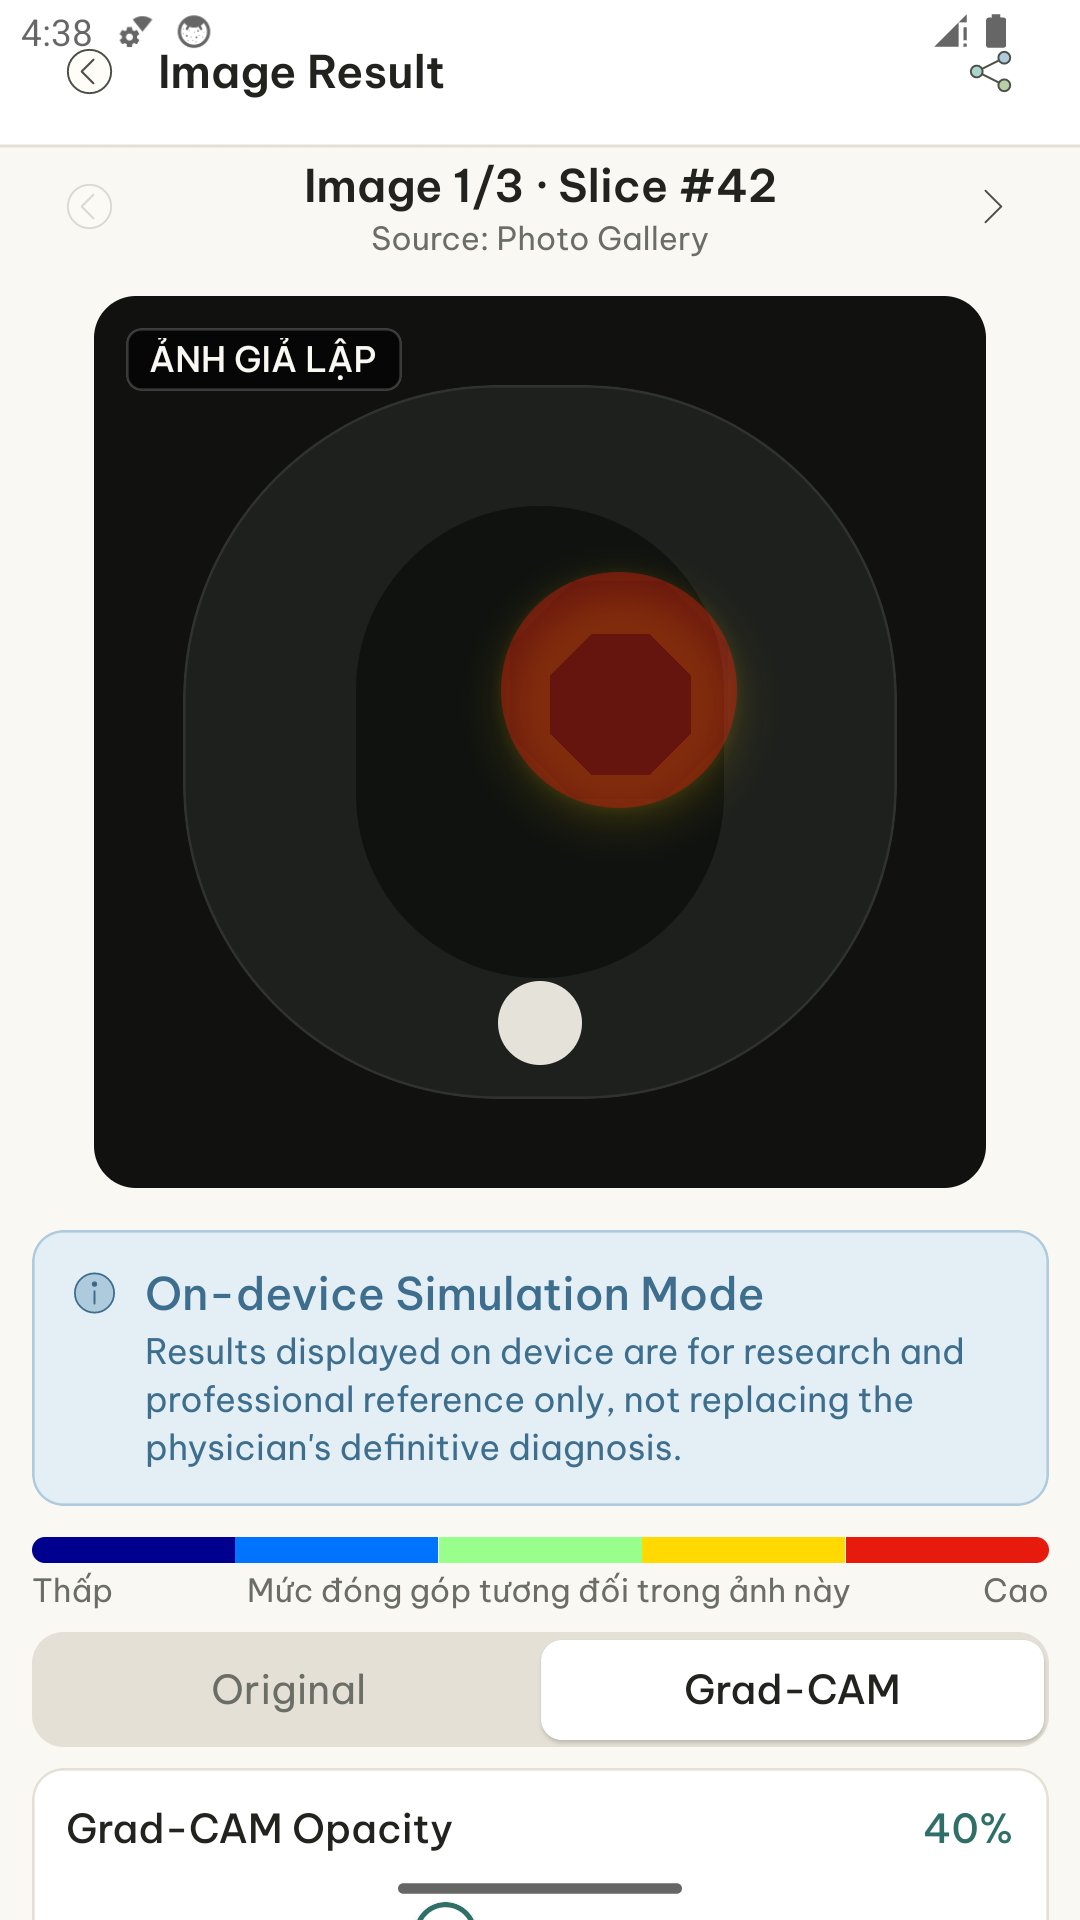 4:38
Image Result
Image 1/3 · Slice #42
Source: Photo Gallery
ẢNH GIẢ LẬP
On-device Simulation Mode
Results displayed on device are for research and
professional reference only, not replacing the
physician's definitive diagnosis.
Thấp Mức đóng góp tương đối trong ảnh này Cao
Original Grad-CAM
Grad-CAM Opacity 40%